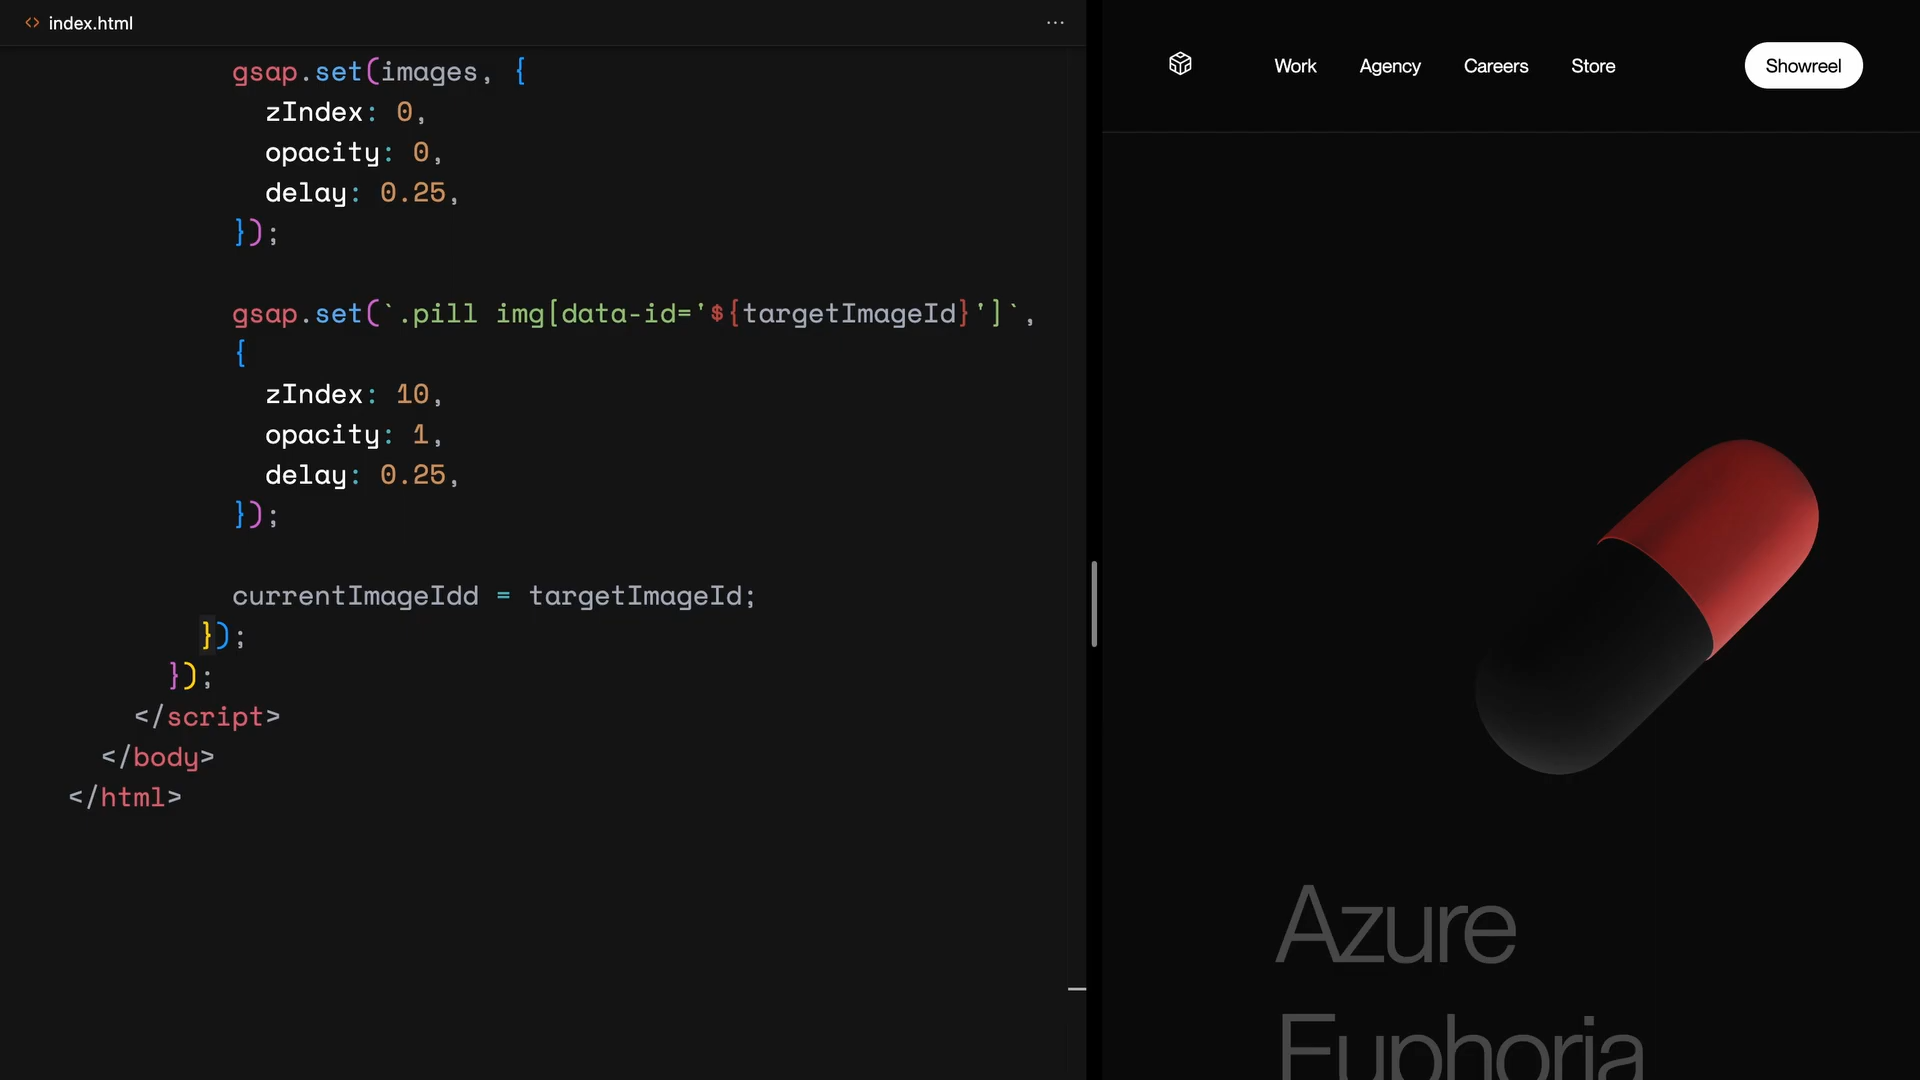 index.html
gsap.set(images, {
zIndex: 0,
opacity: 0,
delay: 0.25,
});
gsap.set(`.pill img[data-id='${targetImageId}']`,
{
zIndex: 10,
opacity: 1,
delay: 0.25,
});
currentImageIdd = targetImageId;
});
});
</script>
</body>
</html>
Work Agency Careers Store Showreel
Azure
Euphoria